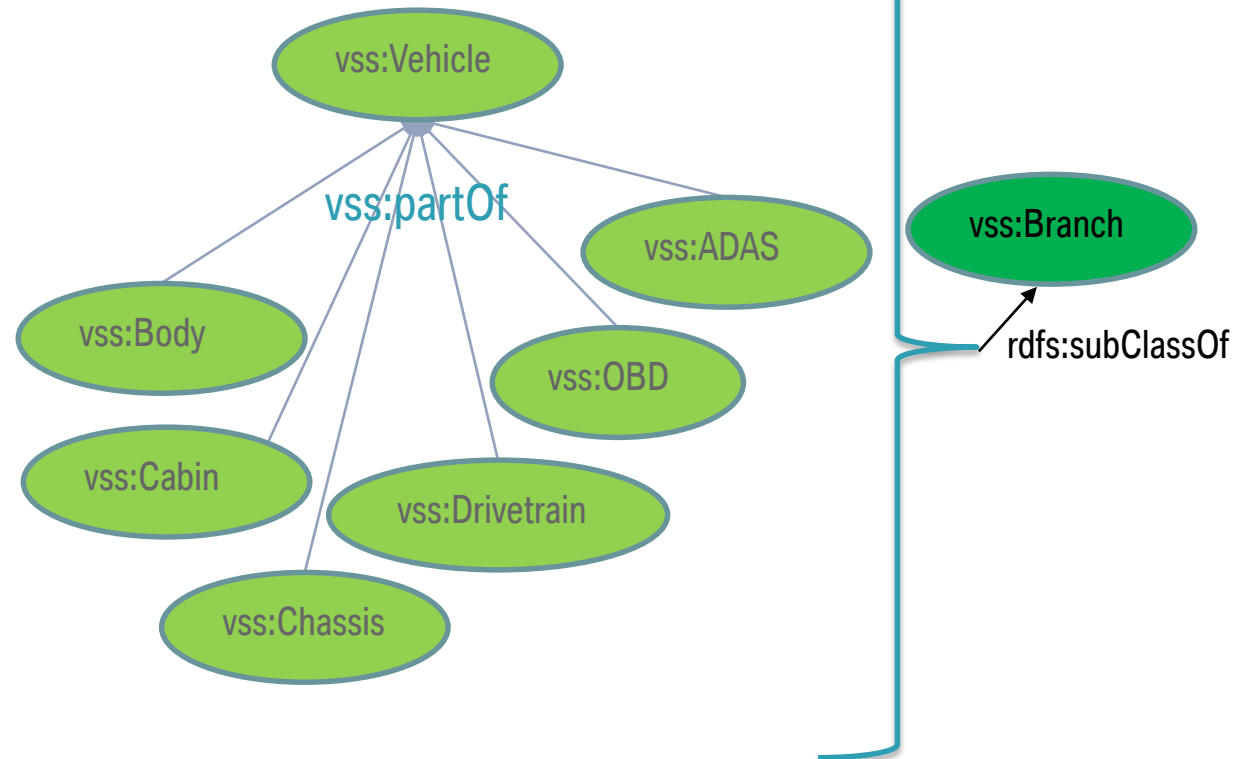 vss:Vehicle
vss:partOf
vss:ADAS
vss:Branch
vss:Body
rdfs:subClassOf
vss:OBD
vss:Cabin
vss:Drivetrain
vss:Chassis